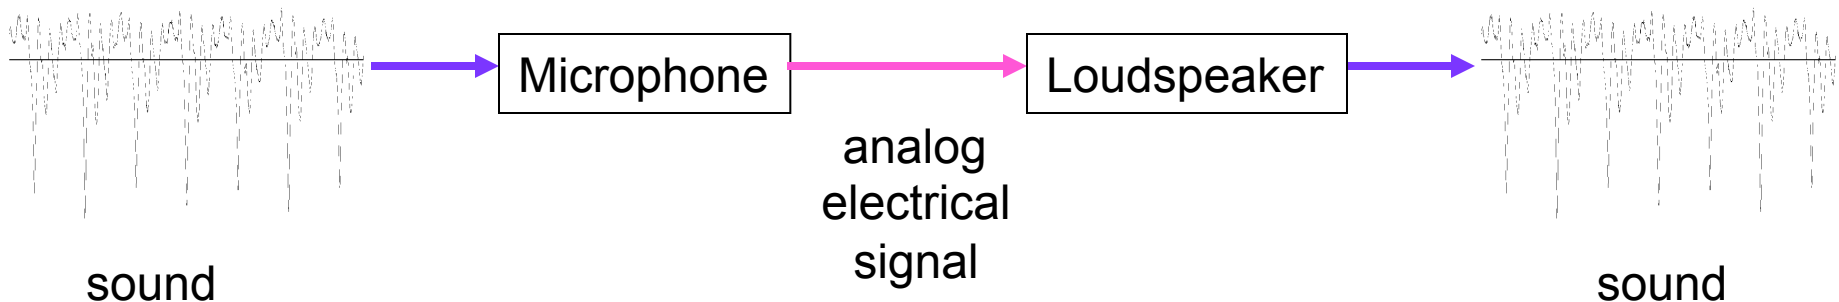 Microphone
Loudspeaker
analog
electrical
signal
sound
sound